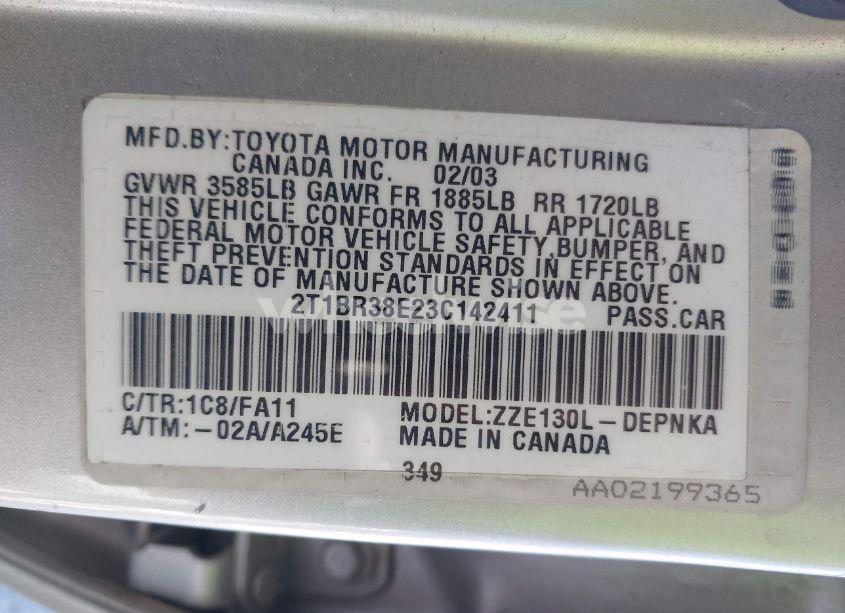 MFD.BY:TOYOTA MOTOR MANUFACTURING
CANADA INC. 02/03
GVWR 3585LB GAWR FR 1885LB RR 1720LB
THIS VEHICLE CONFORMS TO ALL APPLICABLE
FEDERAL MOTOR VEHICLE SAFETY,BUMPER, AND
THEFT PREVENTION STANDARDS IN EFFECT ON
THE DATE OF MANUFACTURE SHOWN ABOVE.
2T1BR38E23C142411 PASS.CAR
C/TR:1C8/FA11 MODEL:ZZE130L-DEPNKA
A/TM:-02A/A245E MADE IN CANADA
349
AA02199365